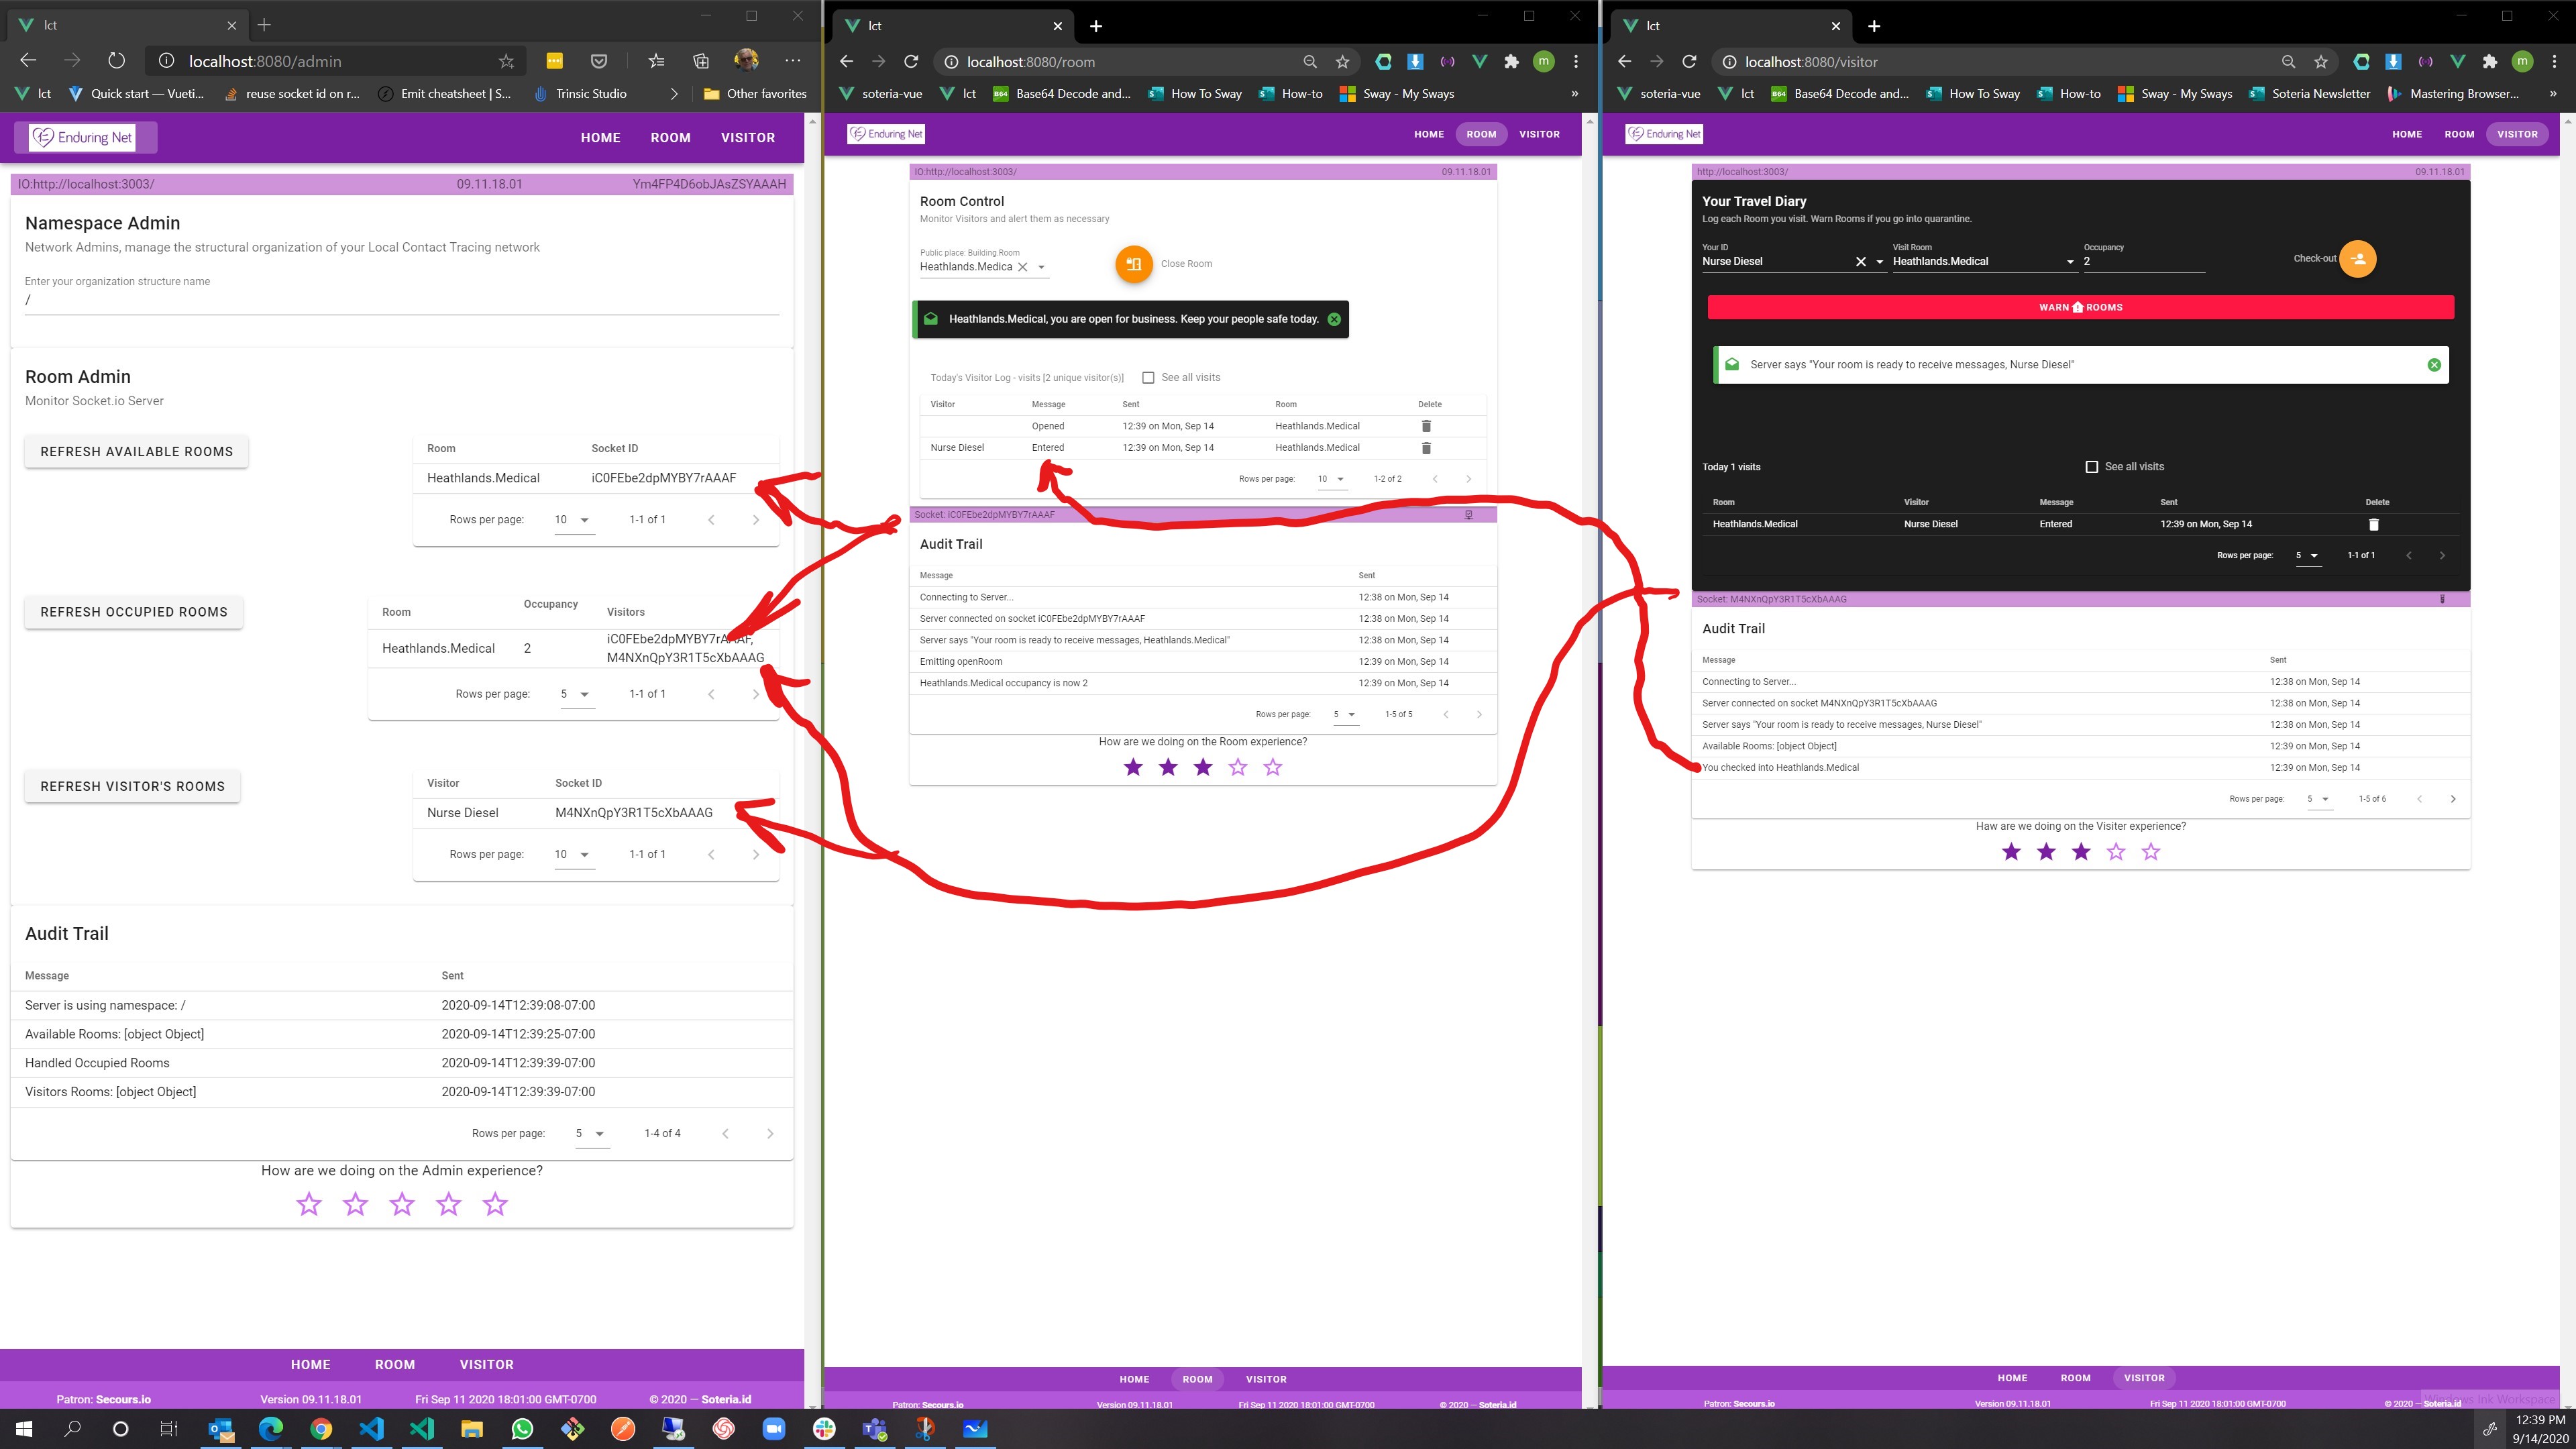 lct
localhost:8080/admin
lct Quick start — Vueti... reuse socket id on r... Emit cheatsheet | S... Trinsic Studio Other favorites
Enduring Net HOME ROOM VISITOR
IO:http://localhost:3003/ 09.11.18.01 Ym4FP4D6obJAsZSYAAAH
Namespace Admin
Network Admins, manage the structural organization of your Local Contact Tracing network
Enter your organization structure name
/
Room Admin
Monitor Socket.io Server
REFRESH AVAILABLE ROOMS
Room Socket ID
Heathlands.Medical iC0FEbe2dpMYBY7rAAAF
Rows per page: 10 1-1 of 1
REFRESH OCCUPIED ROOMS
Room Occupancy Visitors
Heathlands.Medical 2 iC0FEbe2dpMYBY7rAAAF,
M4NXnQpY3R1T5cXbAAAG
Rows per page: 5 1-1 of 1
REFRESH VISITOR'S ROOMS
Visitor Socket ID
Nurse Diesel M4NXnQpY3R1T5cXbAAAG
Rows per page: 10 1-1 of 1
Audit Trail
Message Sent
Server is using namespace: / 2020-09-14T12:39:08-07:00
Available Rooms: [object Object] 2020-09-14T12:39:25-07:00
Handled Occupied Rooms 2020-09-14T12:39:39-07:00
Visitors Rooms: [object Object] 2020-09-14T12:39:39-07:00
Rows per page: 5 1-4 of 4
How are we doing on the Admin experience?
HOME ROOM VISITOR
Patron: Secours.io Version 09.11.18.01 Fri Sep 11 2020 18:01:00 GMT-0700 © 2020 — Soteria.id
lct
localhost:8080/room m
soteria-vue lct B64 Base64 Decode and... How To Sway How-to Sway - My Sways »
Enduring Net HOME ROOM VISITOR
IO:http://localhost:3003/ 09.11.18.01
Room Control
Monitor Visitors and alert them as necessary
Public place: Building.Room
Heathlands.Medica Close Room
Heathlands.Medical, you are open for business. Keep your people safe today.
Today's Visitor Log - visits [2 unique visitor(s)] See all visits
Visitor Message Sent Room Delete
Opened 12:39 on Mon, Sep 14 Heathlands.Medical
Nurse Diesel Entered 12:39 on Mon, Sep 14 Heathlands.Medical
Rows per page: 10 1-2 of 2
Socket: iC0FEbe2dpMYBY7rAAAF
Audit Trail
Message Sent
Connecting to Server... 12:38 on Mon, Sep 14
Server connected on socket iC0FEbe2dpMYBY7rAAAF 12:38 on Mon, Sep 14
Server says "Your room is ready to receive messages, Heathlands.Medical" 12:38 on Mon, Sep 14
Emitting openRoom 12:39 on Mon, Sep 14
Heathlands.Medical occupancy is now 2 12:39 on Mon, Sep 14
Rows per page: 5 1-5 of 5
How are we doing on the Room experience?
HOME ROOM VISITOR
Patron: Secours.io Version 09.11.18.01 Fri Sep 11 2020 18:01:00 GMT-0700 © 2020 — Soteria.id
lct
localhost:8080/visitor m
soteria-vue lct B64 Base64 Decode and... How To Sway How-to Sway - My Sways Soteria Newsletter Mastering Browser... »
Enduring Net HOME ROOM VISITOR
http://localhost:3003/ 09.11.18.01
Your Travel Diary
Log each Room you visit. Warn Rooms if you go into quarantine.
Your ID Visit Room Occupancy
Nurse Diesel Heathlands.Medical 2 Check-out
WARN ROOMS
Server says "Your room is ready to receive messages, Nurse Diesel"
Today 1 visits See all visits
Room Visitor Message Sent Delete
Heathlands.Medical Nurse Diesel Entered 12:39 on Mon, Sep 14
Rows per page: 5 1-1 of 1
Socket: M4NXnQpY3R1T5cXbAAAG
Audit Trail
Message Sent
Connecting to Server... 12:38 on Mon, Sep 14
Server connected on socket M4NXnQpY3R1T5cXbAAAG 12:38 on Mon, Sep 14
Server says "Your room is ready to receive messages, Nurse Diesel" 12:38 on Mon, Sep 14
Available Rooms: [object Object] 12:39 on Mon, Sep 14
You checked into Heathlands.Medical 12:39 on Mon, Sep 14
Rows per page: 5 1-5 of 6
Haw are we doing on the Visiter experience?
HOME ROOM VISITOR
Windows Ink Workspace
Patron: Secours.io Version 09.11.18.01 Fri Sep 11 2020 18:01:00 GMT-0700 © 2020 — Soteria.id
12:39 PM
9/14/2020